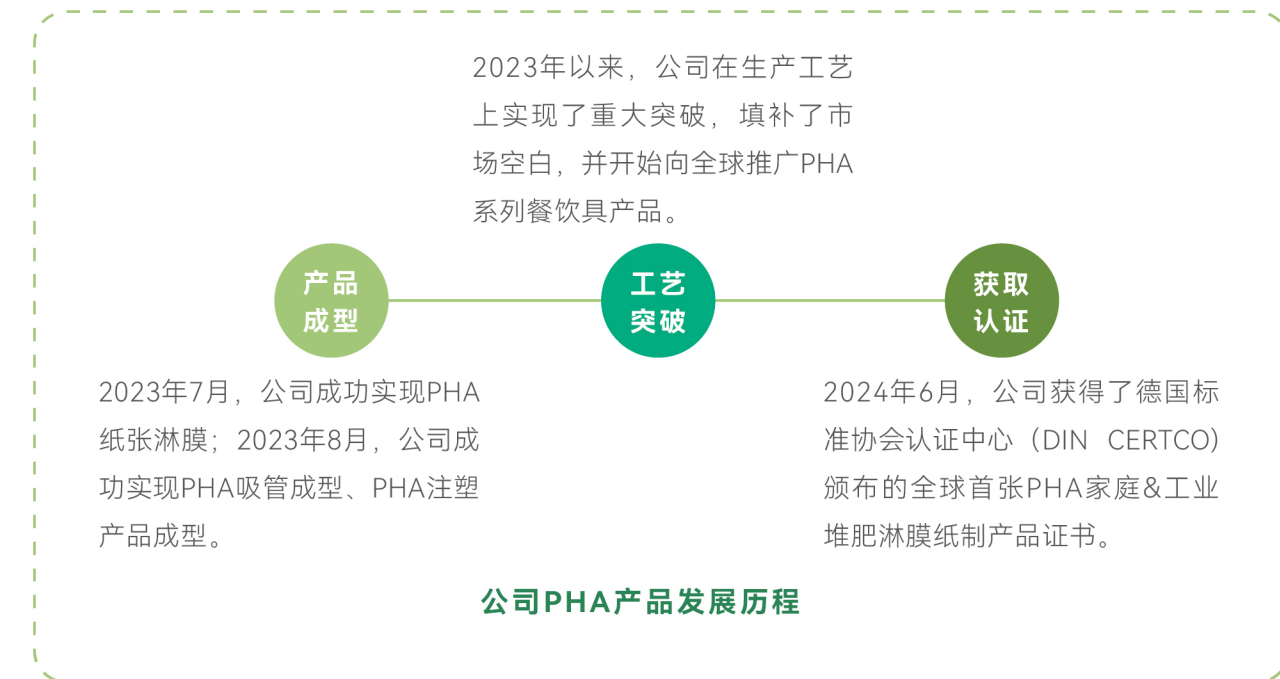 2023年以来，公司在生产工艺
上实现了重大突破，填补了市
场空白，并开始向全球推广PHA
系列餐饮具产品。
产品
成型
工艺
突破
获取
认证
2023年7月，公司成功实现PHA
纸张淋膜；2023年8月，公司成
功实现PHA吸管成型、PHA注塑
产品成型。
2024年6月，公司获得了德国标
准协会认证中心（DIN CERTCO)
颁布的全球首张PHA家庭&工业
堆肥淋膜纸制产品证书。
公司PHA产品发展历程